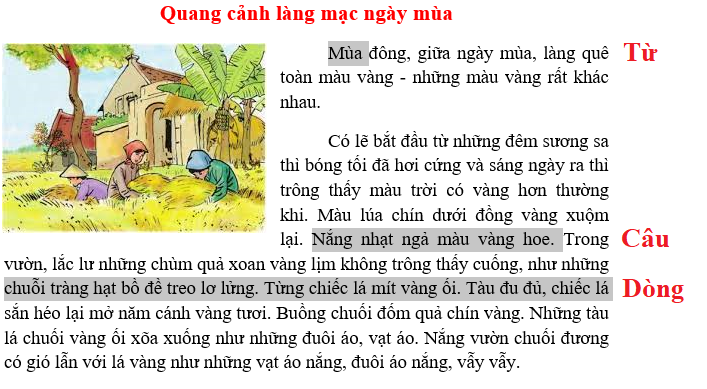 Quang cảnh làng mạc ngày mùa
Mùa đông, giữa ngày mùa, làng quê
Từ
toàn màu vàng - những màu vàng rất khác
nhau.
Có lẽ bắt đầu từ những đêm sương sa
thì bóng tối đã hơi cứng và sáng ngày ra thì
trông thấy màu trời có vàng hơn thường
khi. Màu lúa chín dưới đồng vàng xuộm
lại. Nắng nhạt ngả màu vàng hoe. Trong
Câu
vườn, lắc lư những chùm quả xoan vàng lịm không trông thấy cuống, như những
chuỗi tràng hạt bồ đề treo lơ lửng. Từng chiếc lá mít vàng ối. Tàu đu đủ, chiếc lá
Dòng
sắn héo lại mở năm cánh vàng tươi. Buồng chuối đốm quả chín vàng. Những tàu
lá chuối vàng ối xõa xuống như những đuôi áo, vạt áo. Nắng vườn chuối đương
có gió lẫn với lá vàng như những vạt áo nắng, đuôi áo nắng, vẫy vẫy.